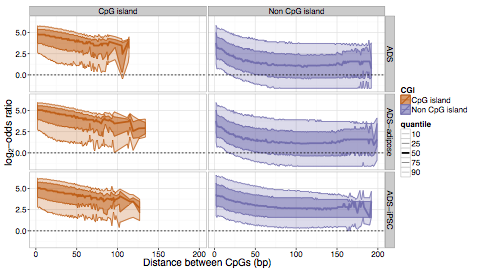 CpG island Non CpG island
5.0
2.5
0.0
ADS
5.0
2.5
0.0
ADS−adipose
5.0
2.5
0.0
ADS−iPSC
log2−odds ratio
0 50 100 150 200 0 50 100 150 200
Distance between CpGs (bp)
CGI
CpG island
Non CpG island
quantile
10
25
50
75
90